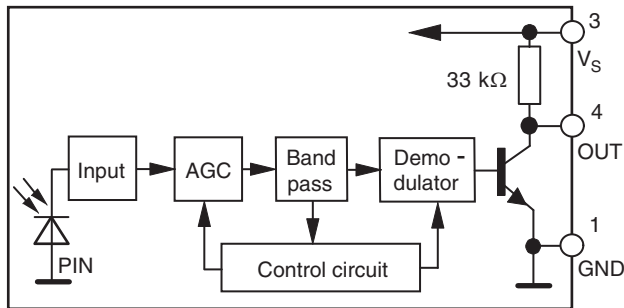 3
V_S
33 kΩ
4
OUT
Input
AGC
Band
pass
Demo -
dulator
1
GND
PIN
Control circuit